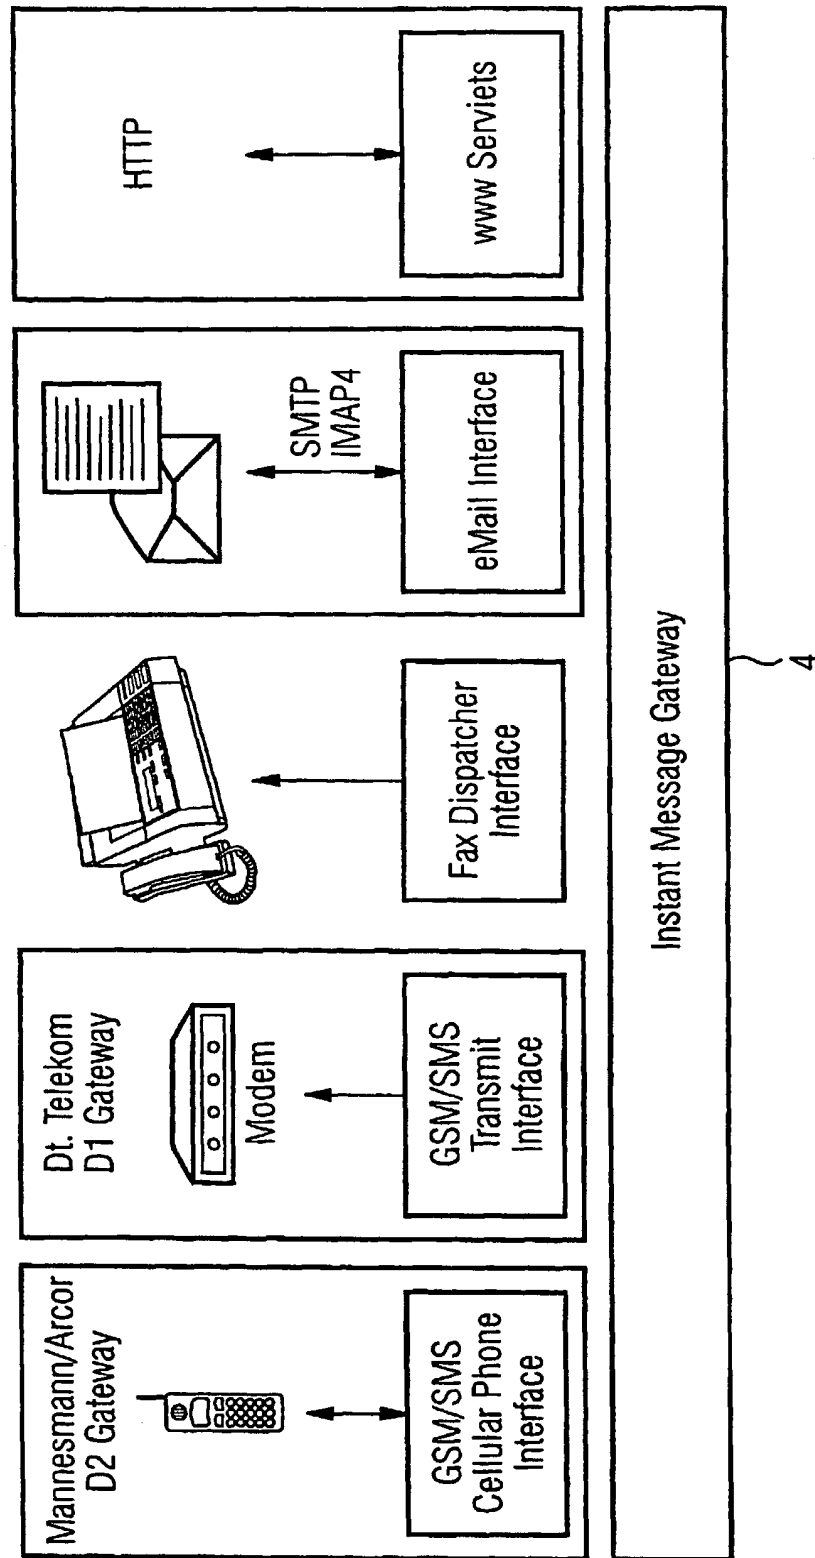 Mannesmann/Arcor
D2 Gateway
GSM/SMS
Cellular Phone
Interface
Dt. Telekom
D1 Gateway
Modem
GSM/SMS
Transmit
Interface
Fax Dispatcher
Interface
SMTP
IMAP4
eMail Interface
HTTP
www Serviets
Instant Message Gateway
4